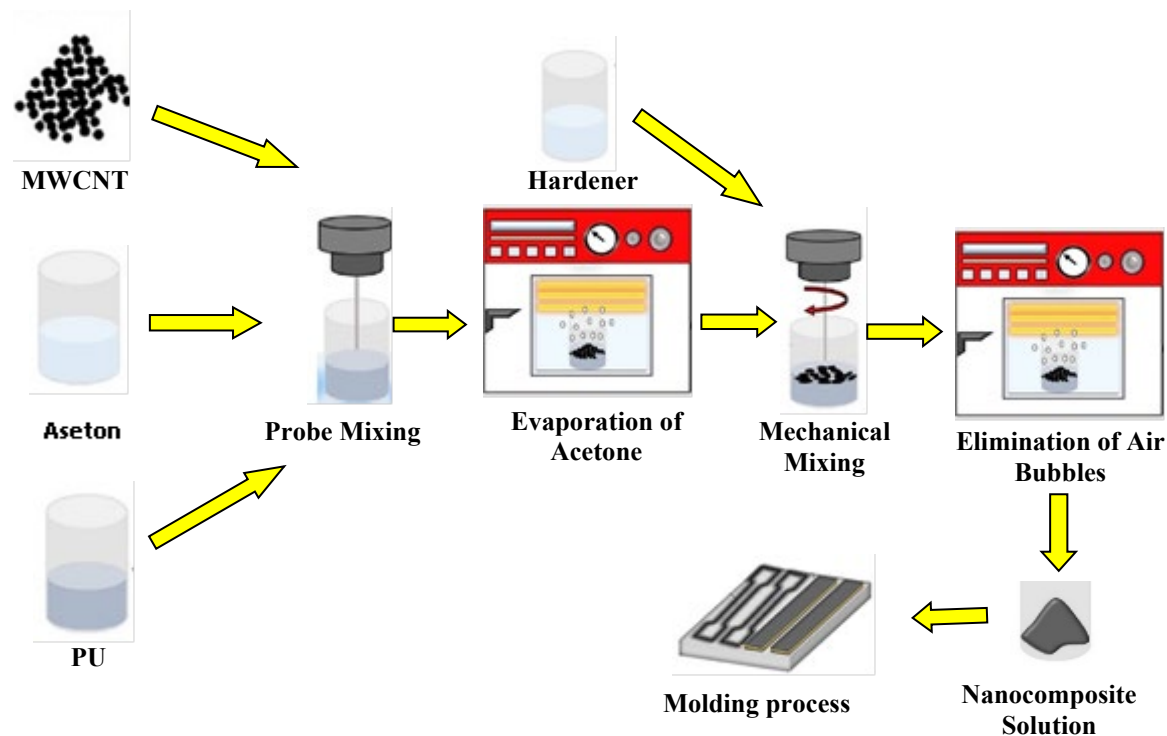 MWCNT
Hardener
Aseton
Probe Mixing
Evaporation of
Acetone
Mechanical
Mixing
Elimination of Air
Bubbles
PU
Molding process
Nanocomposite
Solution